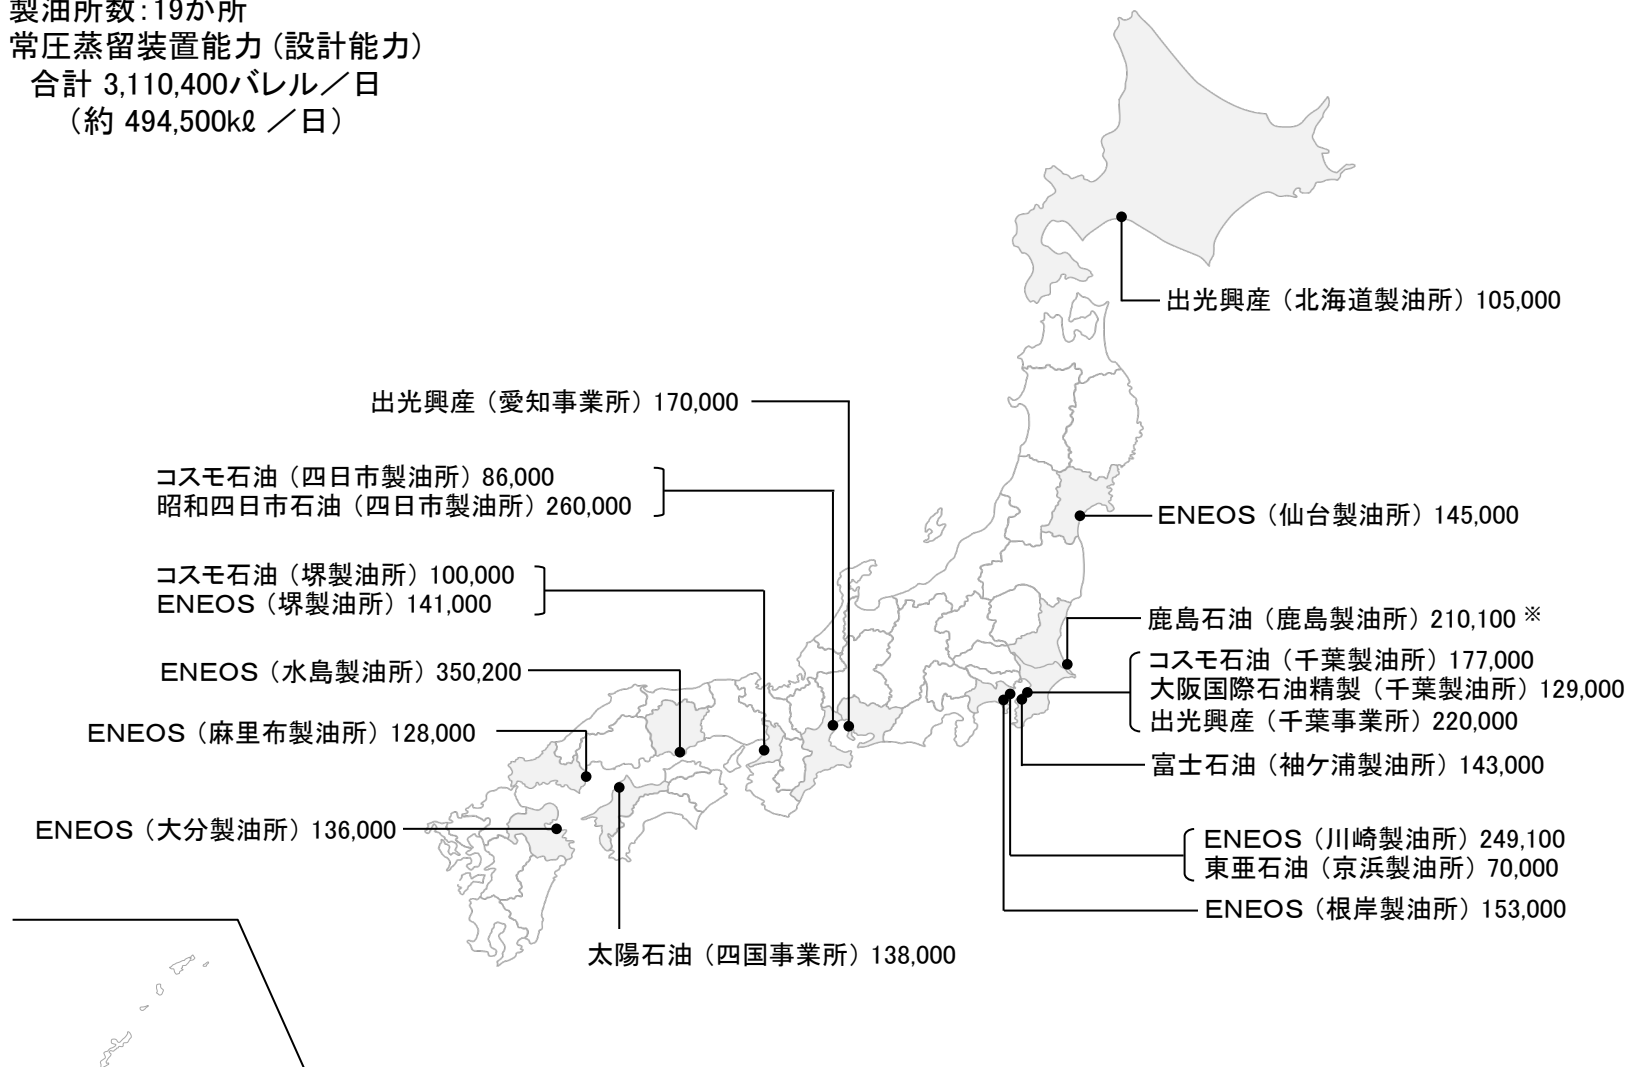 製油所数：19か所
常圧蒸留装置能力（設計能力）
合計 3,110,400バレル／日
（約 494,500kℓ ／日）
出光興産（北海道製油所）105,000
出光興産（愛知事業所）170,000
コスモ石油（四日市製油所）86,000
昭和四日市石油（四日市製油所）260,000
ENEOS（仙台製油所）145,000
コスモ石油（堺製油所）100,000
ENEOS（堺製油所）141,000
鹿島石油（鹿島製油所）210,100 ※
コスモ石油（千葉製油所）177,000
大阪国際石油精製（千葉製油所）129,000
出光興産（千葉事業所）220,000
ENEOS（水島製油所）350,200
ENEOS（麻里布製油所）128,000
富士石油（袖ケ浦製油所）143,000
ENEOS（大分製油所）136,000
ENEOS（川崎製油所）249,100
東亜石油（京浜製油所）70,000
ENEOS（根岸製油所）153,000
太陽石油（四国事業所）138,000